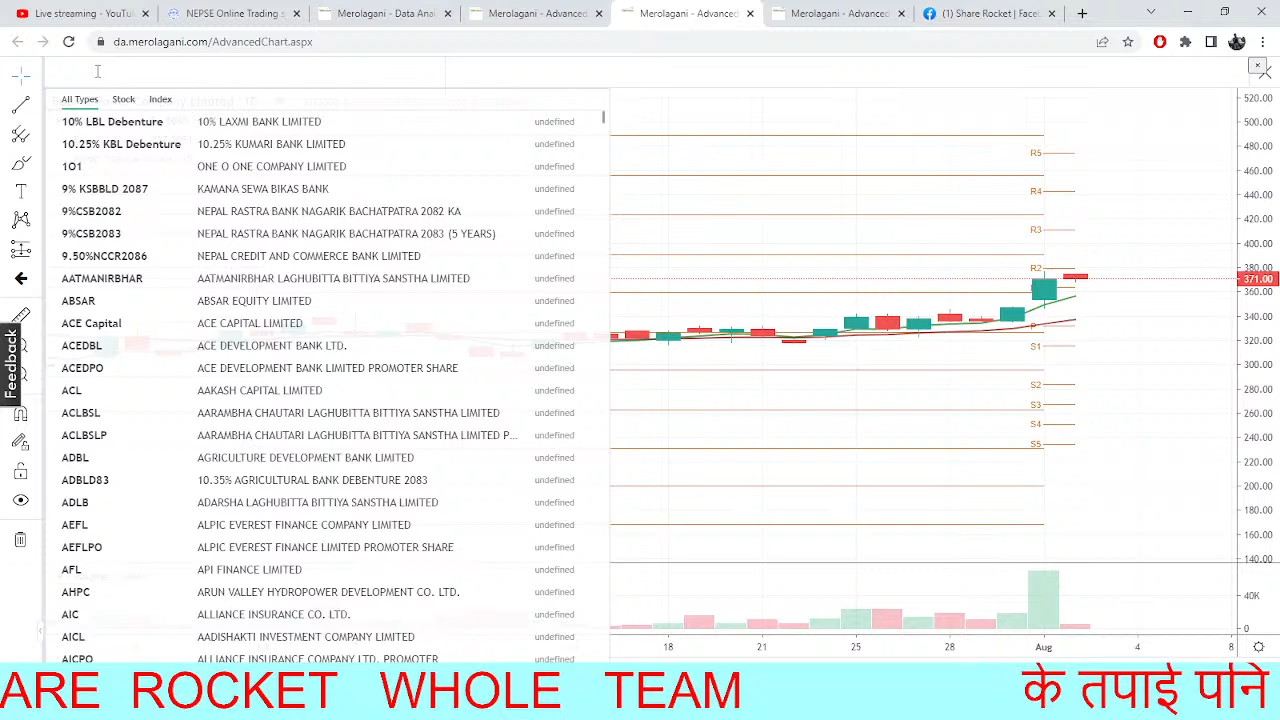 Live streaming - YouTu
NEPSE Online Trading s
Merolagani - Data Anal
Merolagani - Advanced
Merolagani - Advanced
Merolagani - Advanced
(1) Share Rocket | Face
da.merolagani.com/AdvancedChart.aspx
All Types Stock Index
10% LBL Debenture 10% LAXMI BANK LIMITED undefined
10.25% KBL Debenture 10.25% KUMARI BANK LIMITED undefined
1O1 ONE O ONE COMPANY LIMITED undefined
9% KSBBLD 2087 KAMANA SEWA BIKAS BANK undefined
9%CSB2082 NEPAL RASTRA BANK NAGARIK BACHATPATRA 2082 KA undefined
9%CSB2083 NEPAL RASTRA BANK NAGARIK BACHATPATRA 2083 (5 YEARS) undefined
9.50%NCCR2086 NEPAL CREDIT AND COMMERCE BANK LIMITED undefined
AATMANIRBHAR AATMANIRBHAR LAGHUBITTA BITTIYA SANSTHA LIMITED undefined
ABSAR ABSAR EQUITY LIMITED undefined
ACE Capital ACE CAPITAL LIMITED undefined
ACEDBL ACE DEVELOPMENT BANK LTD. undefined
ACEDPO ACE DEVELOPMENT BANK LIMITED PROMOTER SHARE undefined
ACL AAKASH CAPITAL LIMITED undefined
ACLBSL AARAMBHA CHAUTARI LAGHUBITTA BITTIYA SANSTHA LIMITED undefined
ACLBSLP AARAMBHA CHAUTARI LAGHUBITTA BITTIYA SANSTHA LIMITED P... undefined
ADBL AGRICULTURE DEVELOPMENT BANK LIMITED undefined
ADBLD83 10.35% AGRICULTURAL BANK DEBENTURE 2083 undefined
ADLB ADARSHA LAGHUBITTA BITTIYA SANSTHA LIMITED undefined
AEFL ALPIC EVEREST FINANCE COMPANY LIMITED undefined
AEFLPO ALPIC EVEREST FINANCE LIMITED PROMOTER SHARE undefined
AFL API FINANCE LIMITED undefined
AHPC ARUN VALLEY HYDROPOWER DEVELOPMENT CO. LTD. undefined
AIC ALLIANCE INSURANCE CO. LTD. undefined
AICL AADISHAKTI INVESTMENT COMPANY LIMITED undefined
AICPO ALLIANCE INSURANCE COMPANY LTD. PROMOTER undefined
Feedback
R5
R4
R3
R2
P
S1
S2
S3
S4
S5
520.00
500.00
480.00
460.00
440.00
420.00
400.00
380.00
371.00
360.00
340.00
320.00
300.00
280.00
260.00
240.00
220.00
200.00
180.00
160.00
140.00
40K
0
18 21 25 28 Aug 4 8
ARE ROCKET WHOLE TEAM के तपाई पनि